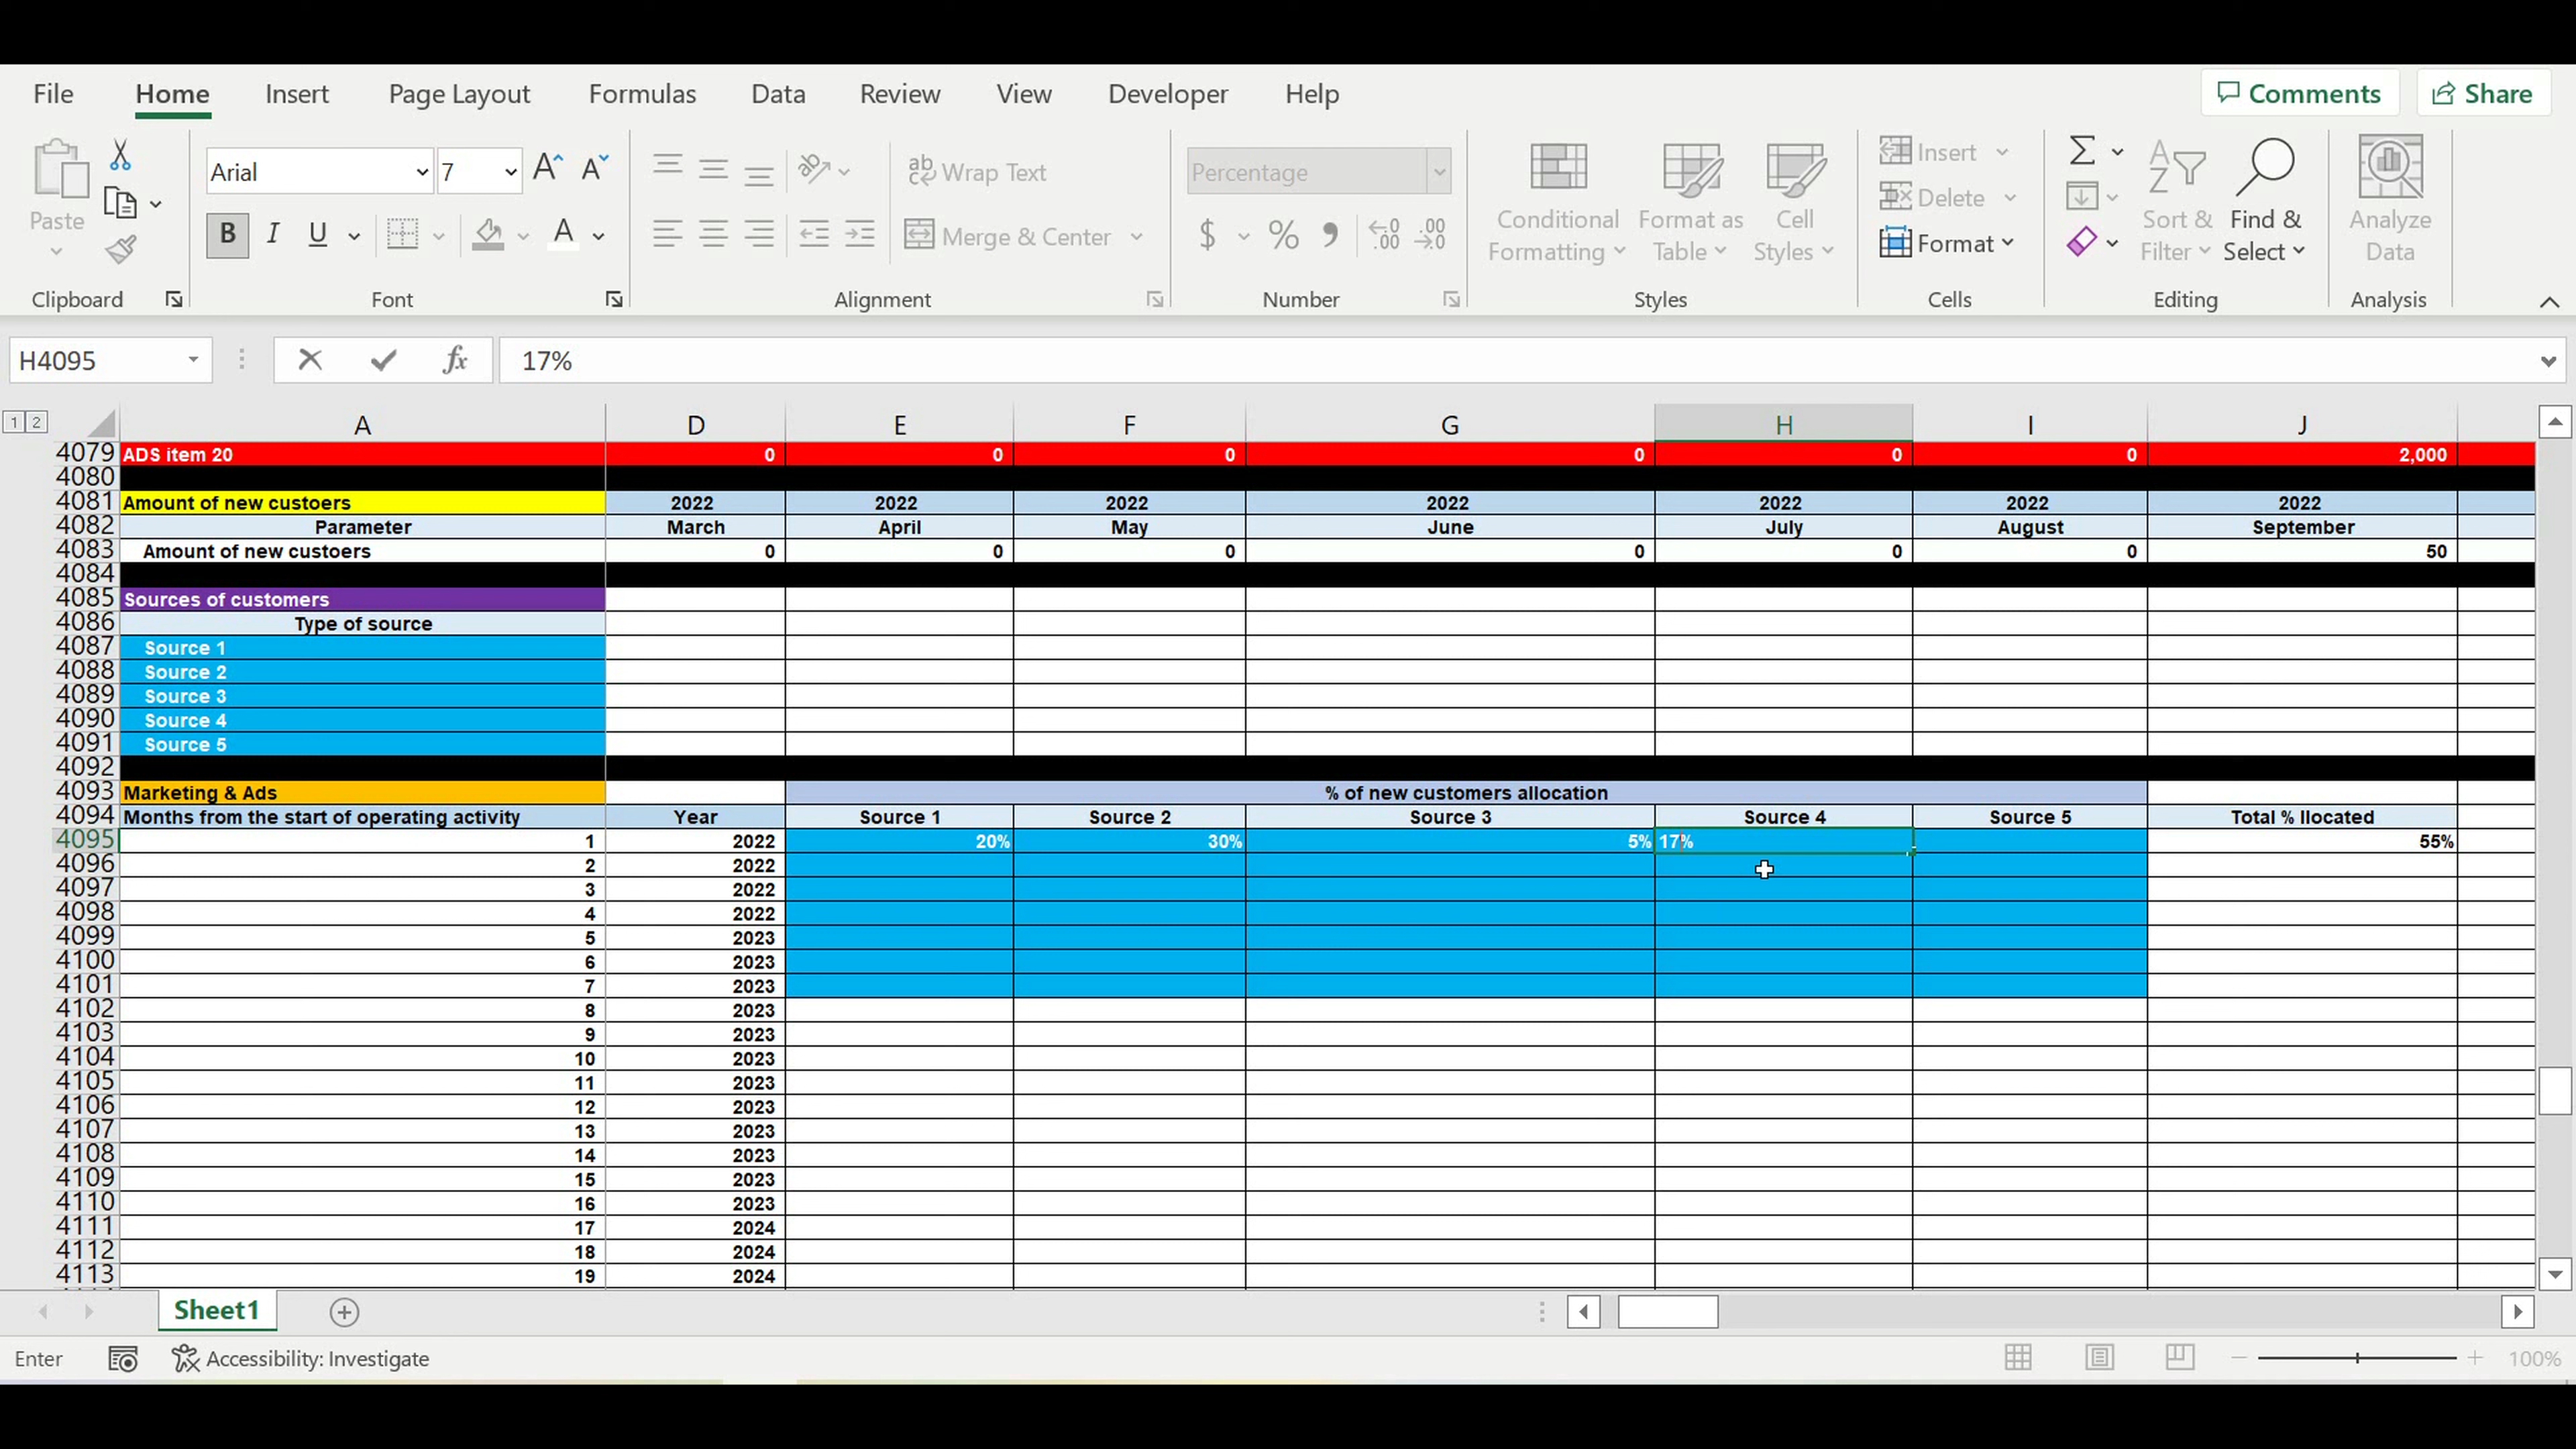 File Home Insert Page Layout Formulas Data Review View Developer Help Comments Share
Paste
Clipboard
Arial 7
B I U A
Font
ab Wrap Text
Merge & Center
Alignment
Percentage
$ % , .00 .00
Number
Conditional Formatting
Format as Table
Cell Styles
Styles
Insert
Delete
Format
Cells
Sort & Filter
Find & Select
Editing
Analyze Data
Analysis
H4095 fx 17%
1 2 A D E F G H I J
4079 ADS item 20 0 0 0 0 0 0 2,000
4080
4081 Amount of new custoers 2022 2022 2022 2022 2022 2022 2022
4082 Parameter March April May June July August September
4083 Amount of new custoers 0 0 0 0 0 0 50
4084
4085 Sources of customers
4086 Type of source
4087 Source 1
4088 Source 2
4089 Source 3
4090 Source 4
4091 Source 5
4092
4093 Marketing & Ads % of new customers allocation
4094 Months from the start of operating activity Year Source 1 Source 2 Source 3 Source 4 Source 5 Total % llocated
4095 1 2022 20% 30% 5% 17% 55%
4096 2 2022
4097 3 2022
4098 4 2022
4099 5 2023
4100 6 2023
4101 7 2023
4102 8 2023
4103 9 2023
4104 10 2023
4105 11 2023
4106 12 2023
4107 13 2023
4108 14 2023
4109 15 2023
4110 16 2023
4111 17 2024
4112 18 2024
4113 19 2024
Sheet1
Enter Accessibility: Investigate 100%